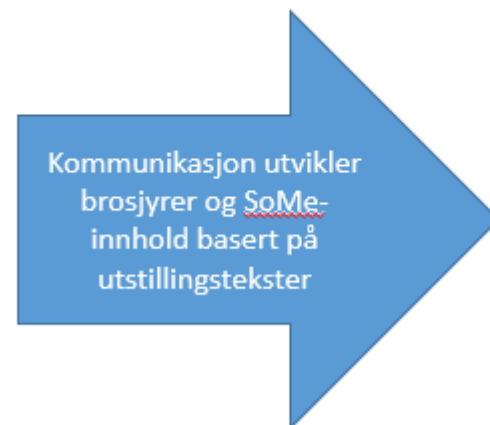 Kommunikasjon utvikler
brosjyrer og SoMe-
innhold basert på
utstillingstekster